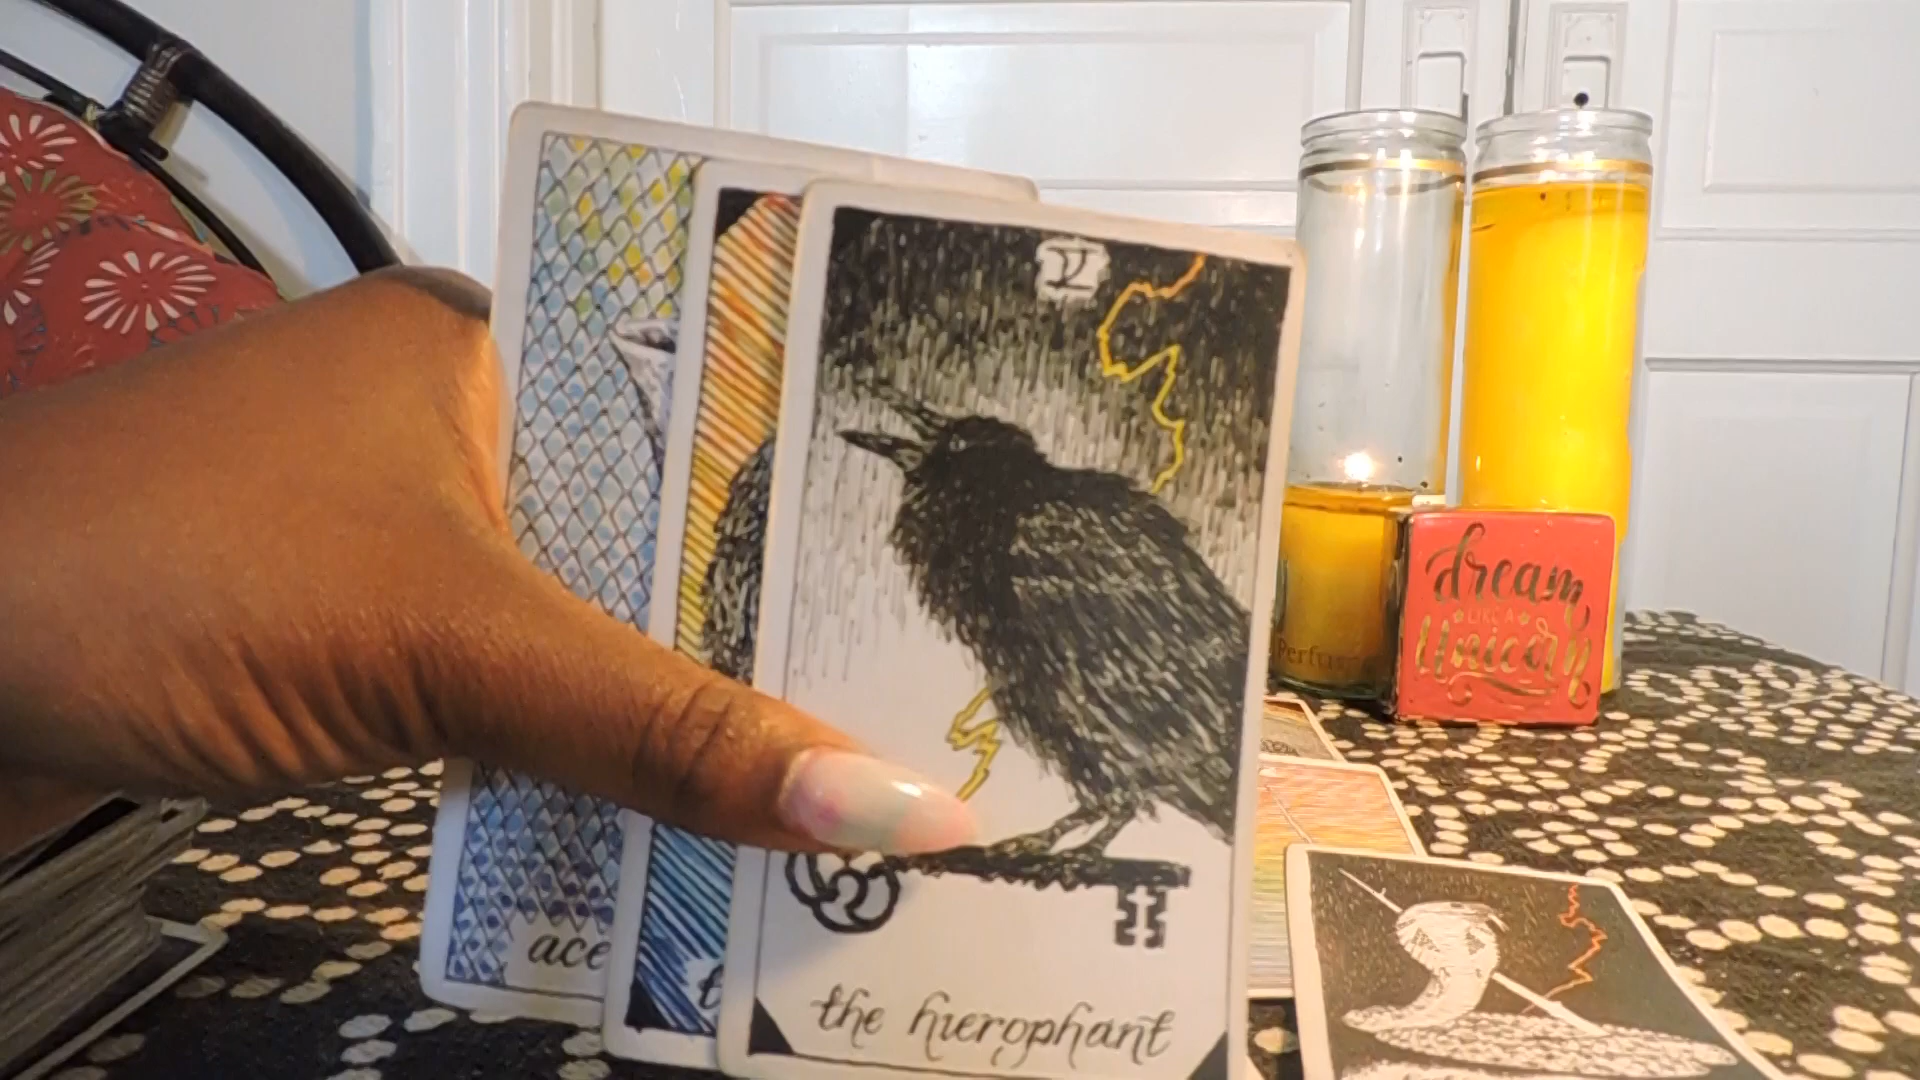 V
ace
the hierophant
dream
LIKE A
Unicorn
Perfu